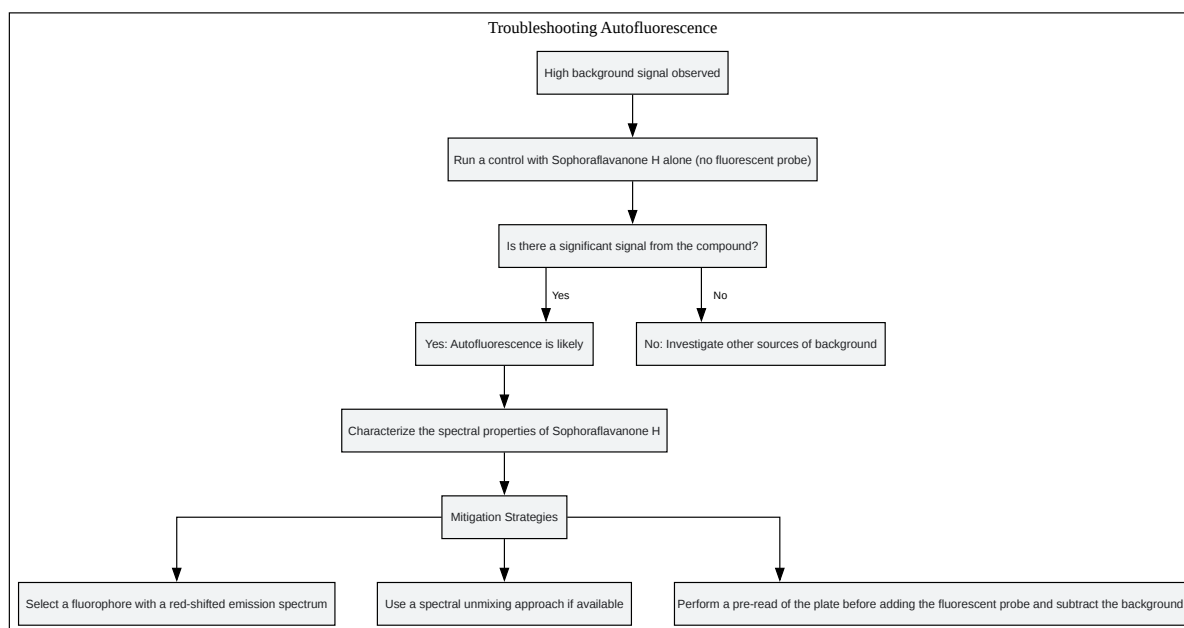 Troubleshooting Autofluorescence
High background signal observed
Run a control with Sophoraflavanone H alone (no fluorescent probe)
Is there a significant signal from the compound?
Yes
No
Yes: Autofluorescence is likely
No: Investigate other sources of background
Characterize the spectral properties of Sophoraflavanone H
Mitigation Strategies
Select a fluorophore with a red-shifted emission spectrum
Use a spectral unmixing approach if available
Perform a pre-read of the plate before adding the fluorescent probe and subtract the background